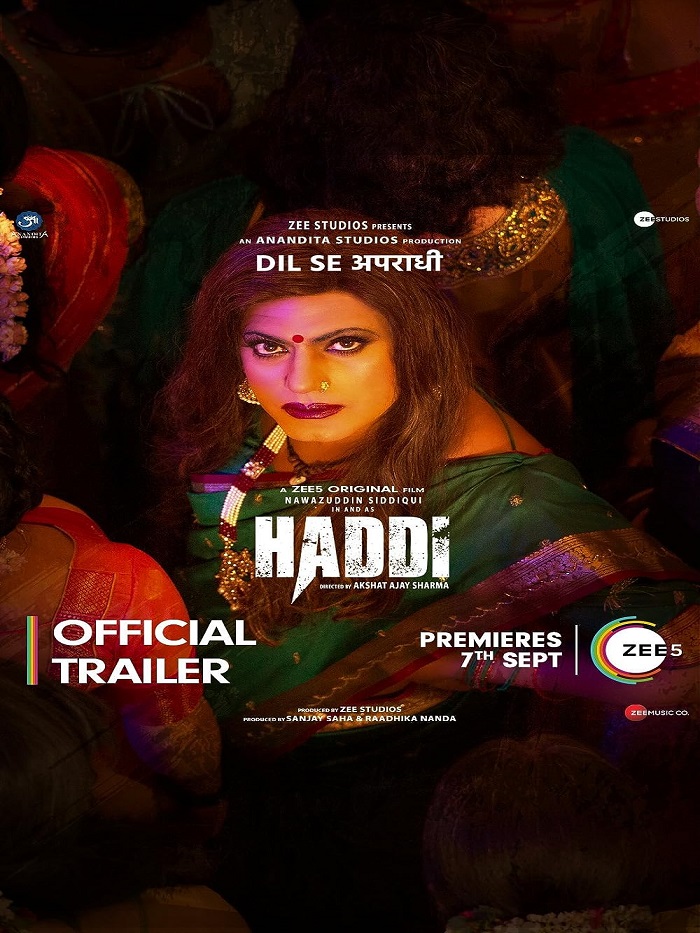 ZEE STUDIOS PRESENTS
AN ANANDITA STUDIOS PRODUCTION
DIL SE अपराधी
ZEESTUDIOS
A ZEE5 ORIGINAL FILM
NAWAZUDDIN SIDDIQUI
IN AND AS
HADDI
DIRECTED BY AKSHAT AJAY SHARMA
OFFICIAL
TRAILER
PREMIERES
7TH SEPT
ZEE5
PRODUCED BY ZEE STUDIOS
PRODUCED BY SANJAY SAHA & RAADHIKA NANDA
ZEEMUSIC CO.